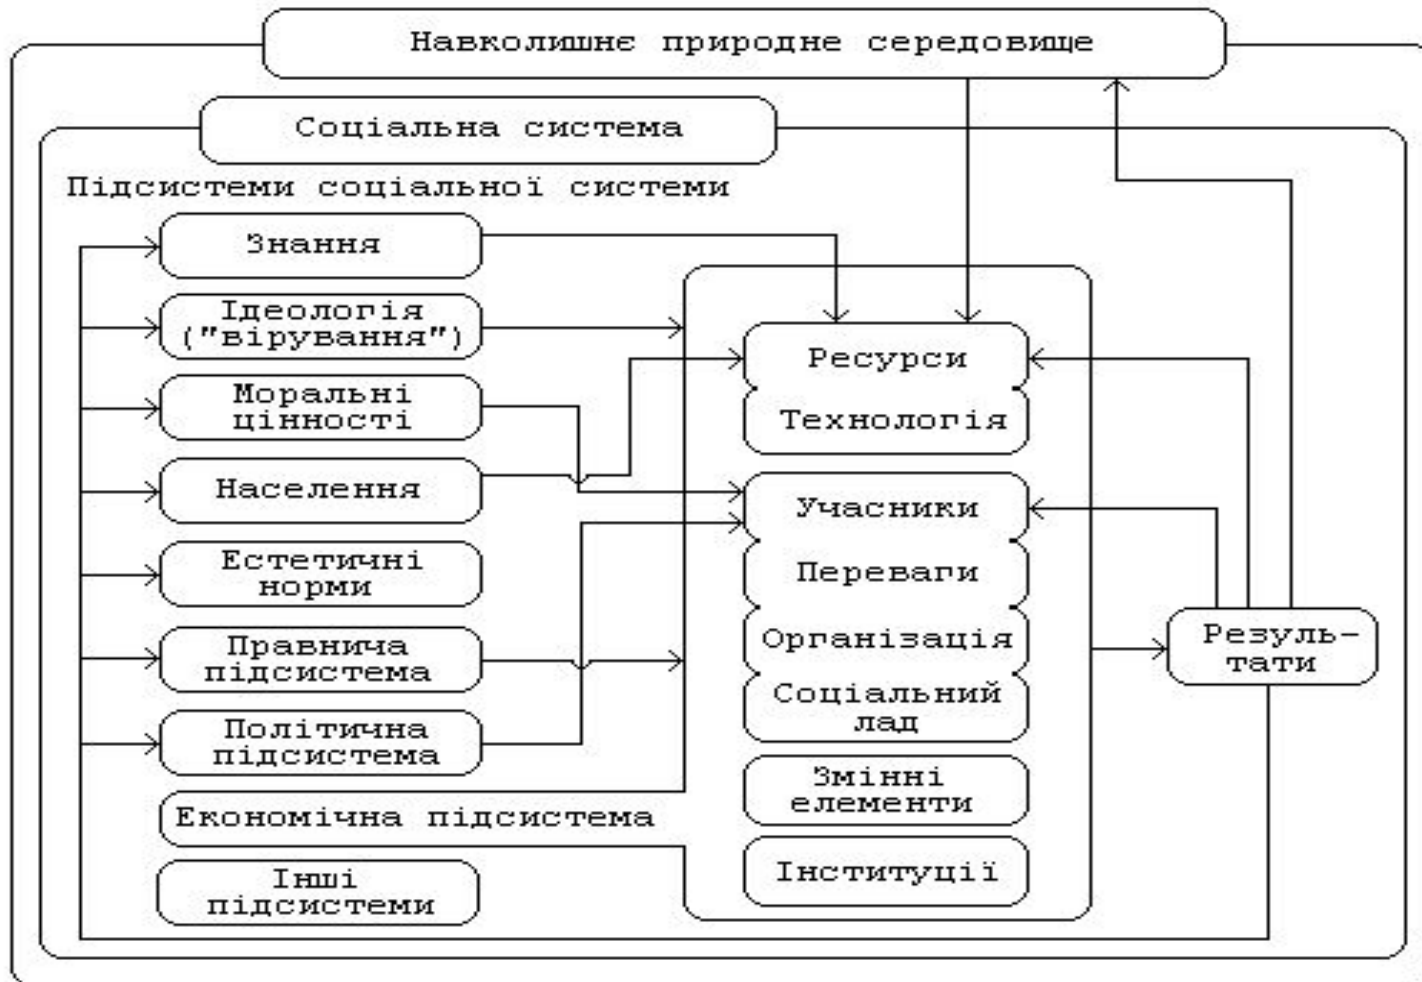 Навколишнє природне середовище
Соціальна система
Підсистеми соціальної системи
Знання
Ідеологія
("вірування")
Моральні
цінності
Населення
Естетичні
норми
Правнича
підсистема
Політична
підсистема
Економічна підсистема
Інші
підсистеми
Ресурси
Технологія
Учасники
Переваги
Організація
Соціальний
лад
Змінні
елементи
Інституції
Резуль-
тати